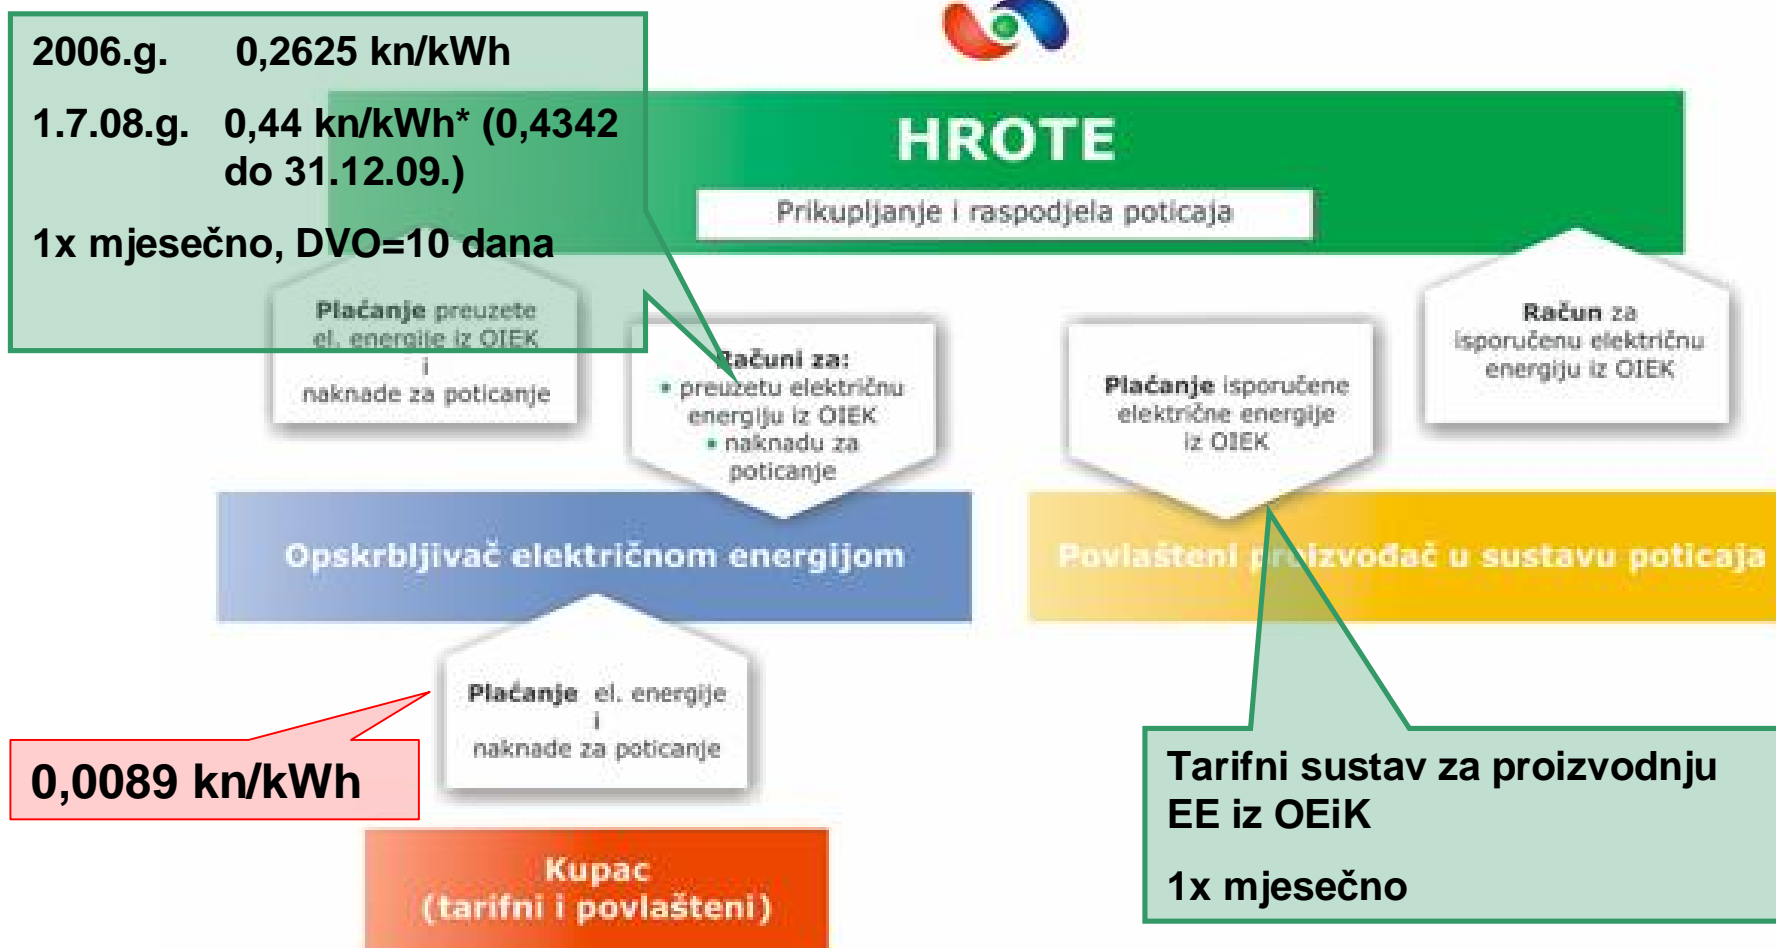 2006.g. 0,2625 kn/kWh
1.7.08.g. 0,44 kn/kWh* (0,4342
do 31.12.09.)
1x mjesečno, DVO=10 dana
HROTE
Prikupljanje i raspodjela poticaja
Plaćanje preuzete
el. energije iz OIEK
i
naknade za poticanje
Računi za:
• preuzetu električnu
energiju iz OIEK
• naknadu za
poticanje
Plaćanje isporučene
električne energije
iz OIEK
Račun za
isporučenu električnu
energiju iz OIEK
Opskrbljivač električnom energijom
Povlašteni proizvođač u sustavu poticaja
Plaćanje el. energije
i
naknade za poticanje
0,0089 kn/kWh
Tarifni sustav za proizvodnju
EE iz OEiK
1x mjesečno
Kupac
(tarifni i povlašteni)